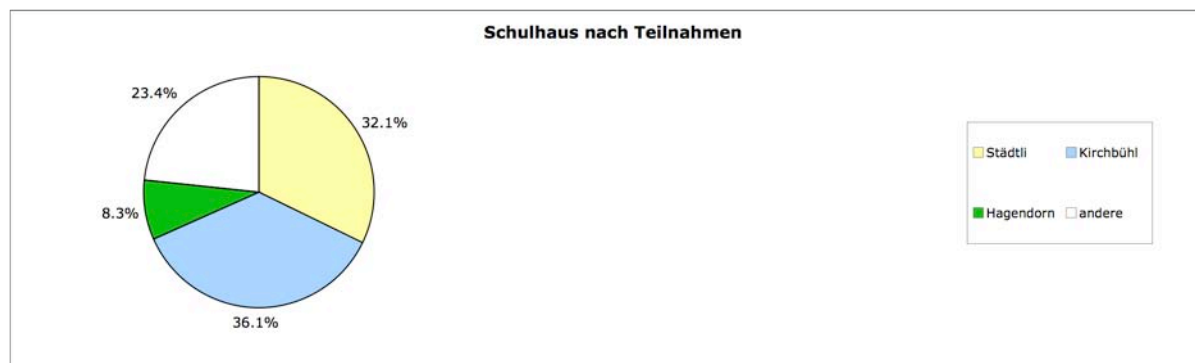 Schulhaus nach Teilnahmen
23.4%
32.1%
8.3%
36.1%
Städtli Kirchbühl
Hagendorn andere